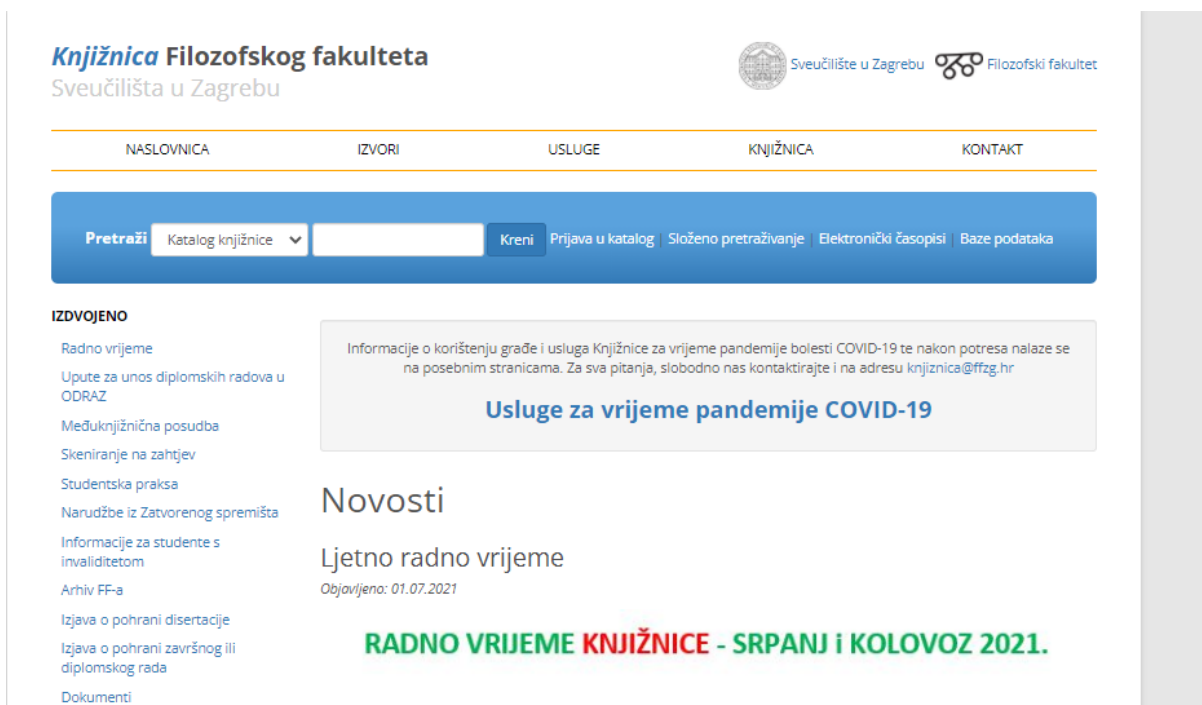 Knjižnica Filozofskog fakulteta
Sveučilišta u Zagrebu
Sveučilište u Zagrebu Filozofski fakultet
NASLOVNICA IZVORI USLUGE KNJIŽNICA KONTAKT
Pretraži Katalog knjižnice Kreni Prijava u katalog | Složeno pretraživanje | Elektronički časopisi | Baze podataka
IZDVOJENO
Radno vrijeme
Upute za unos diplomskih radova u
ODRAZ
Međuknjižnična posudba
Skeniranje na zahtjev
Studentska praksa
Narudžbe iz Zatvorenog spremišta
Informacije za studente s
invaliditetom
Arhiv FF-a
Izjava o pohrani disertacije
Izjava o pohrani završnog ili
diplomskog rada
Dokumenti
Informacije o korištenju građe i usluga Knjižnice za vrijeme pandemije bolesti COVID-19 te nakon potresa nalaze se
na posebnim stranicama. Za sva pitanja, slobodno nas kontaktirajte i na adresu knjiznica@ffzg.hr
Usluge za vrijeme pandemije COVID-19
Novosti
Ljetno radno vrijeme
Objavljeno: 01.07.2021
RADNO VRIJEME KNJIŽNICE - SRPANJ i KOLOVOZ 2021.